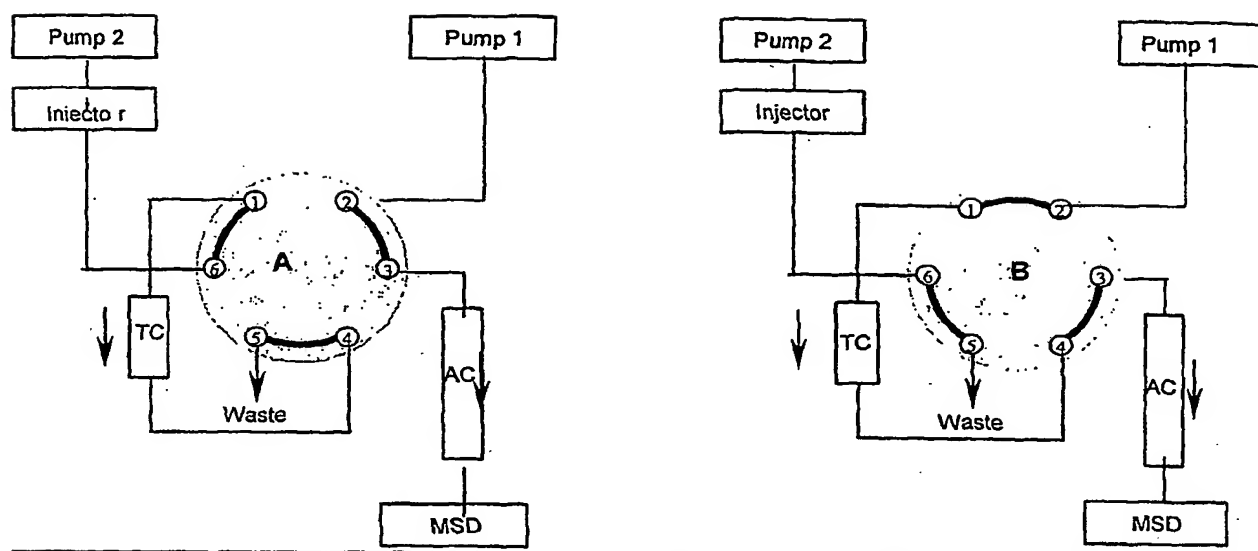 Pump 2
Pump 1
Iniecto r
1
2
6
A
3
TC
5
4
AC
Waste
MSD
Pump 2
Pump 1
Injector
1
2
6
B
3
TC
5
4
AC
Waste
MSD